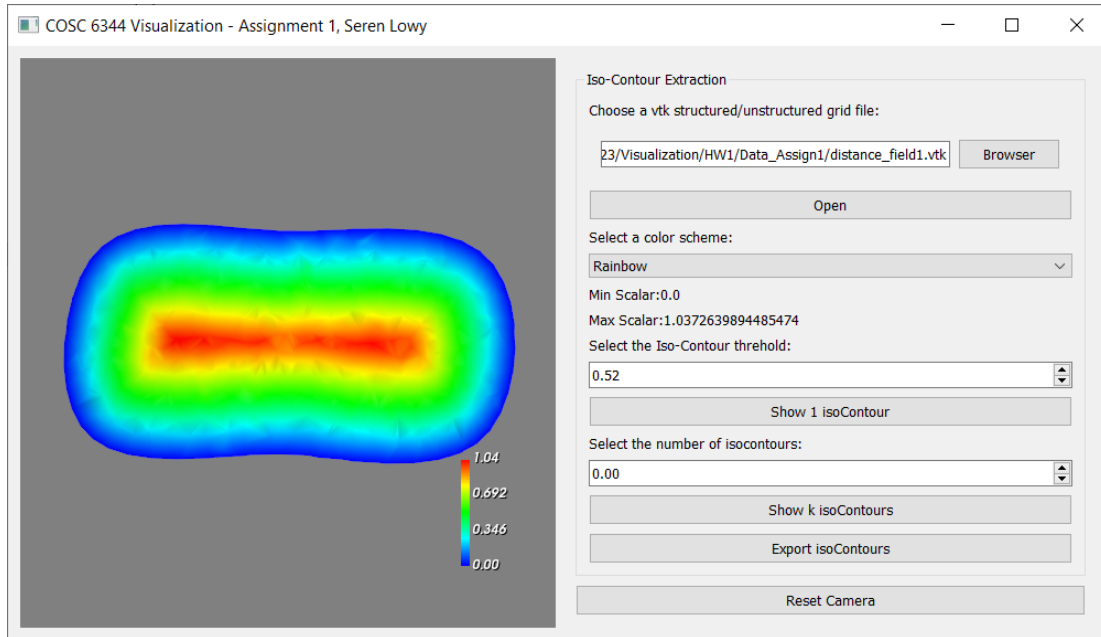 COSC 6344 Visualization - Assignment 1, Seren Lowy
Iso-Contour Extraction
Choose a vtk structured/unstructured grid file:
23/Visualization/HW1/Data_Assign1/distance_field1.vtk
Browser
Open
Select a color scheme:
Rainbow
Min Scalar:0.0
Max Scalar:1.0372639894485474
Select the Iso-Contour threhold:
0.52
Show 1 isoContour
Select the number of isocontours:
0.00
Show k isoContours
Export isoContours
Reset Camera
1.04
0.692
0.346
0.00